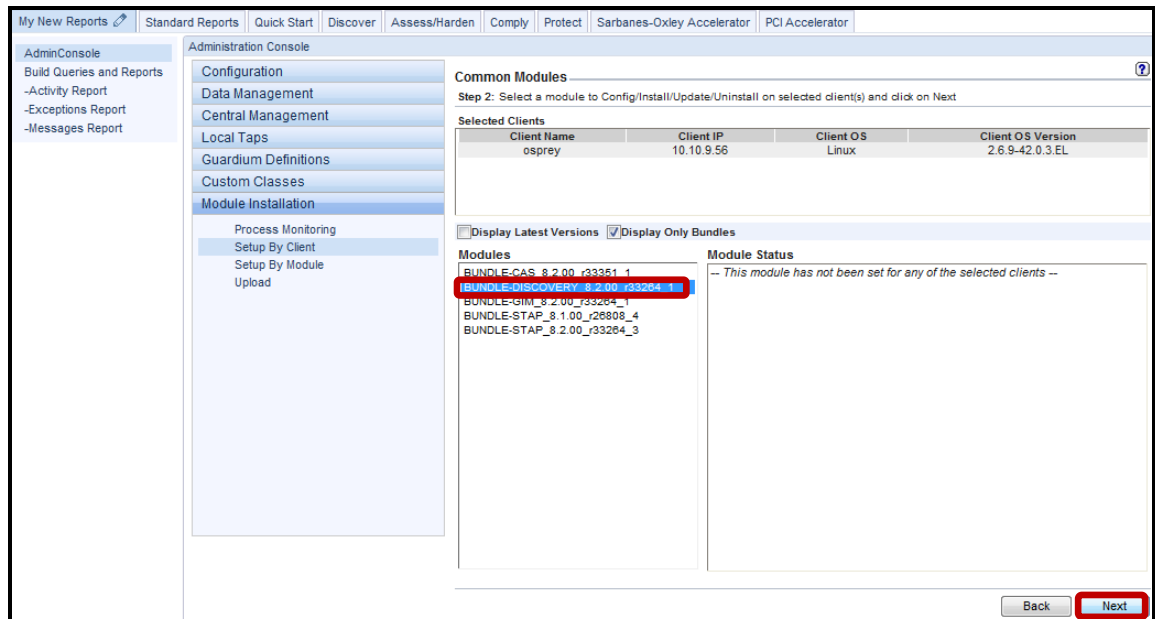 My New Reports Standard Reports Quick Start Discover Assess/Harden Comply Protect Sarbanes-Oxley Accelerator PCI Accelerator
AdminConsole
Build Queries and Reports
-Activity Report
-Exceptions Report
-Messages Report
Administration Console
Configuration
Data Management
Central Management
Local Taps
Guardium Definitions
Custom Classes
Module Installation
Process Monitoring
Setup By Client
Setup By Module
Upload
Common Modules
?
Step 2: Select a module to Config/Install/Update/Uninstall on selected client(s) and click on Next
Selected Clients
Client Name Client IP Client OS Client OS Version
osprey 10.10.9.56 Linux 2.6.9-42.0.3.EL
Display Latest Versions Display Only Bundles
Modules
BUNDLE-CAS_8.2.00_r33351_1
BUNDLE-DISCOVERY_8.2.00_r33264_1
BUNDLE-GIM_8.2.00_r33264_1
BUNDLE-STAP_8.1.00_r26808_4
BUNDLE-STAP_8.2.00_r33264_3
Module Status
-- This module has not been set for any of the selected clients --
Back Next